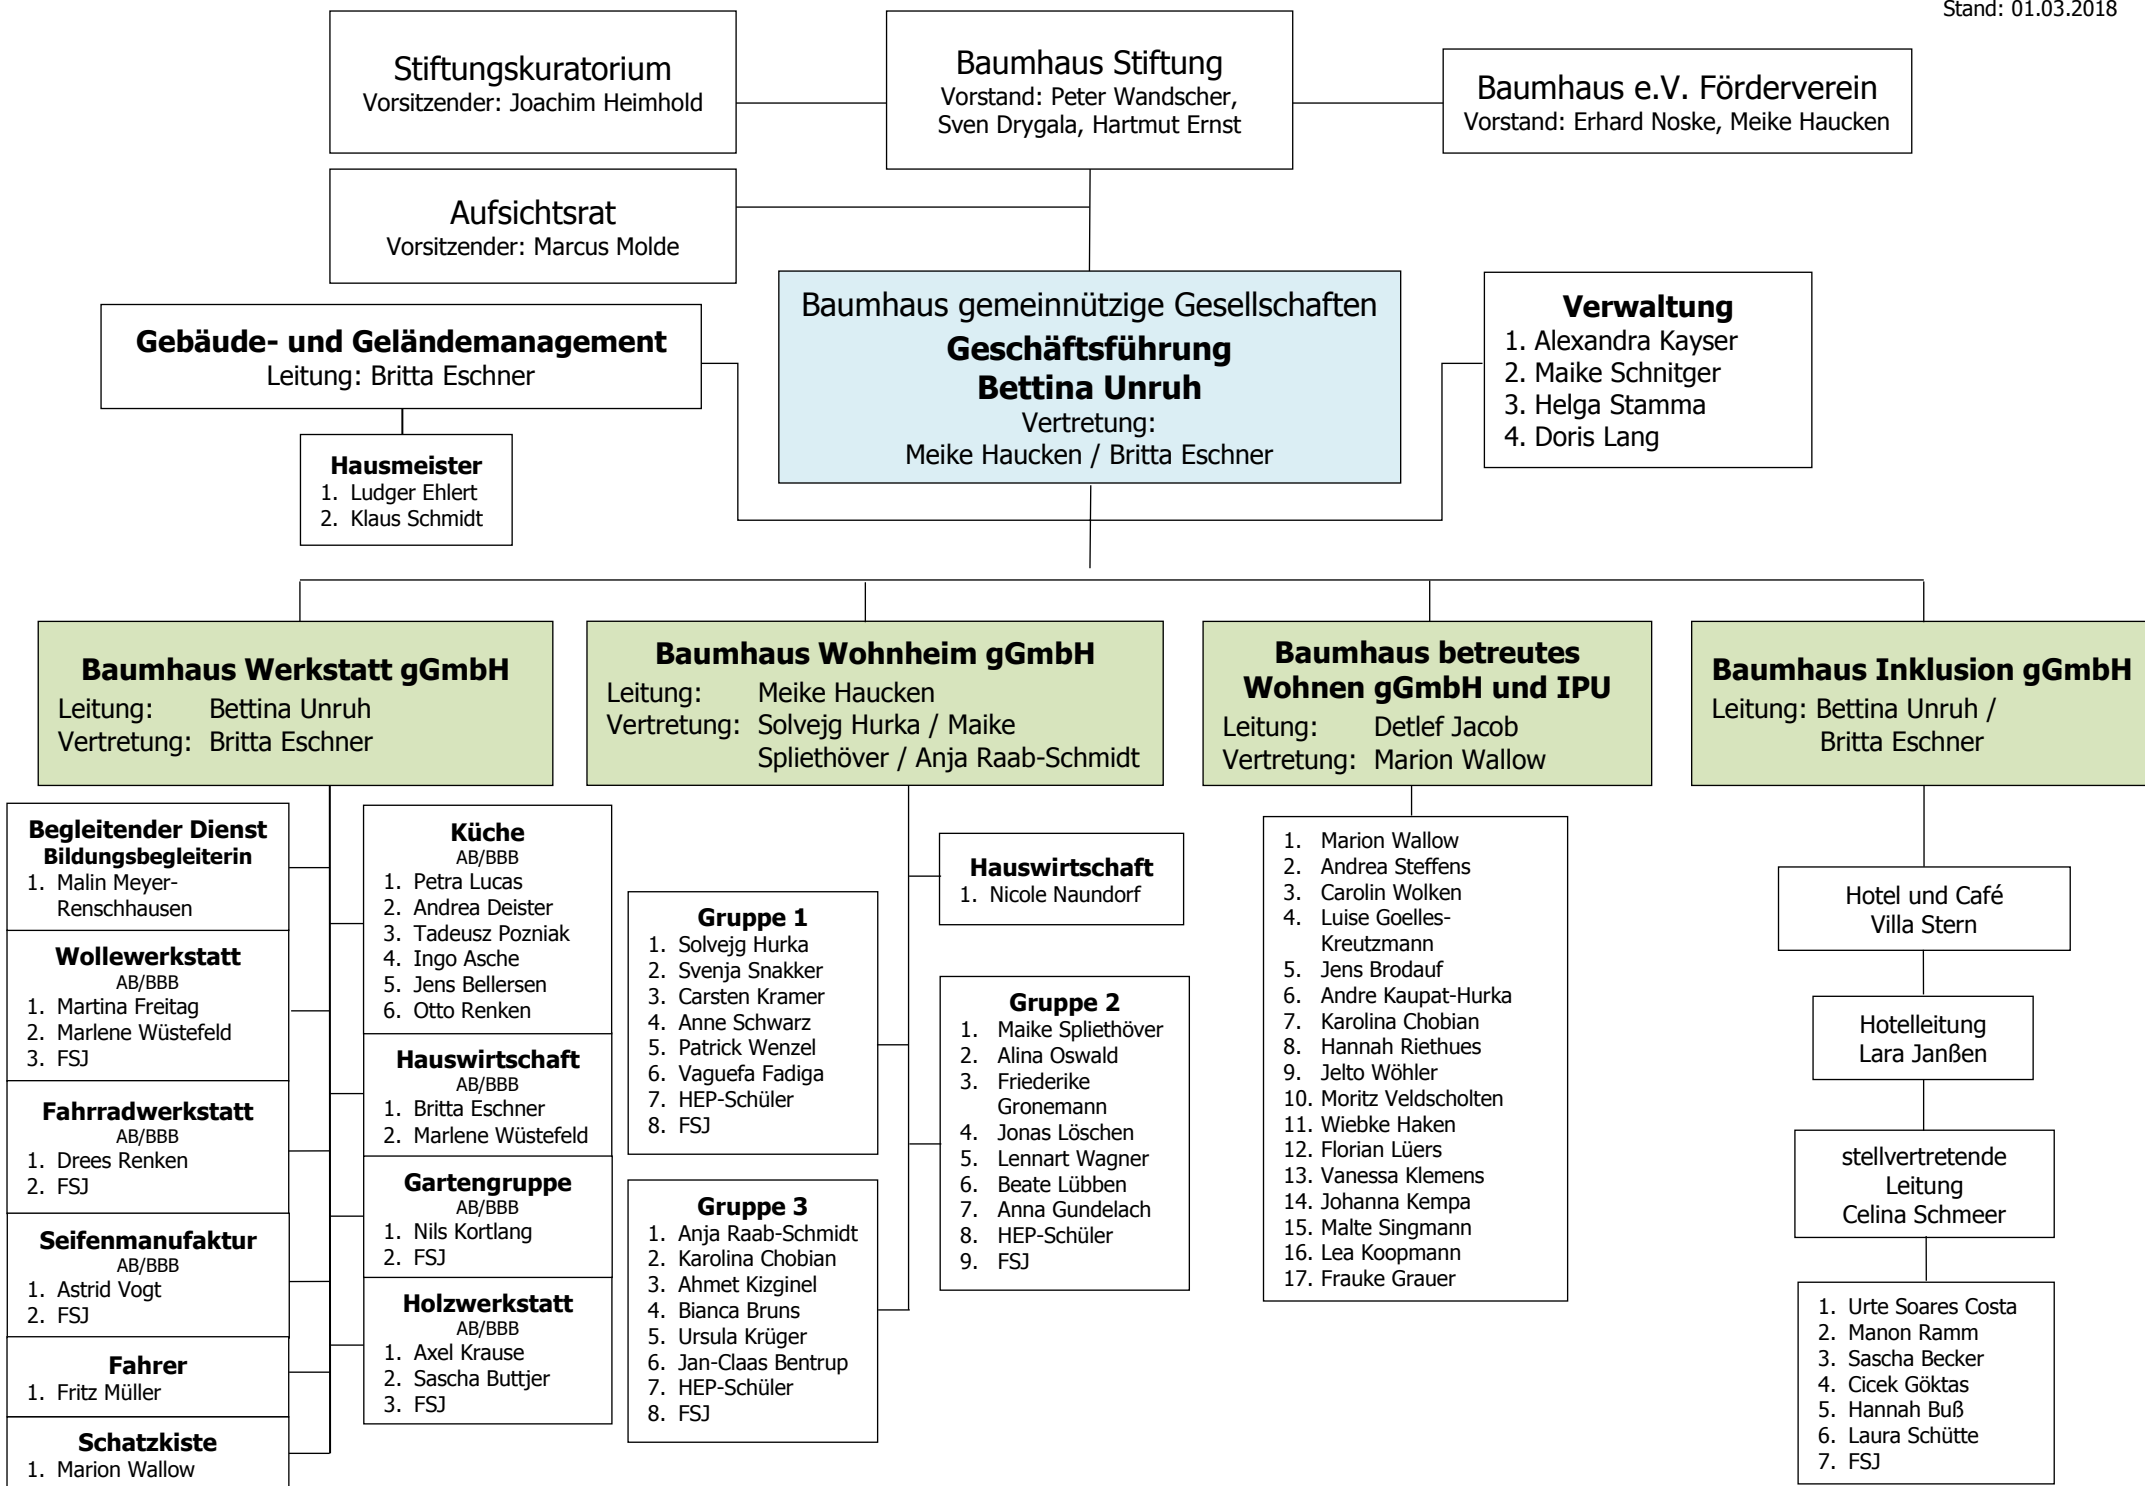 Stand: 01.03.2018
Stiftungskuratorium
Vorsitzender: Joachim Heimhold
Baumhaus Stiftung
Vorstand: Peter Wandscher,
Sven Drygala, Hartmut Ernst
Baumhaus e.V. Förderverein
Vorstand: Erhard Noske, Meike Haucken
Aufsichtsrat
Vorsitzender: Marcus Molde
Gebäude- und Geländemanagement
Leitung: Britta Eschner
Hausmeister
1. Ludger Ehlert
2. Klaus Schmidt
Baumhaus gemeinnützige Gesellschaften
Geschäftsführung
Bettina Unruh
Vertretung:
Meike Haucken / Britta Eschner
Verwaltung
1. Alexandra Kayser
2. Maike Schnitger
3. Helga Stamma
4. Doris Lang
Baumhaus Werkstatt gGmbH
Leitung: Bettina Unruh
Vertretung: Britta Eschner
Begleitender Dienst
Bildungsbegleiterin
1. Malin Meyer-
Renschhausen
Wollewerkstatt
AB/BBB
1. Martina Freitag
2. Marlene Wüstefeld
3. FSJ
Fahrradwerkstatt
AB/BBB
1. Drees Renken
2. FSJ
Seifenmanufaktur
AB/BBB
1. Astrid Vogt
2. FSJ
Fahrer
1. Fritz Müller
Schatzkiste
1. Marion Wallow
Küche
AB/BBB
1. Petra Lucas
2. Andrea Deister
3. Tadeusz Pozniak
4. Ingo Asche
5. Jens Bellersen
6. Otto Renken
Hauswirtschaft
AB/BBB
1. Britta Eschner
2. Marlene Wüstefeld
Gartengruppe
AB/BBB
1. Nils Kortlang
2. FSJ
Holzwerkstatt
AB/BBB
1. Axel Krause
2. Sascha Buttjer
3. FSJ
Baumhaus Wohnheim gGmbH
Leitung: Meike Haucken
Vertretung: Solvejg Hurka / Maike
Spliethöver / Anja Raab-Schmidt
Hauswirtschaft
1. Nicole Naundorf
Gruppe 1
1. Solvejg Hurka
2. Svenja Snakker
3. Carsten Kramer
4. Anne Schwarz
5. Patrick Wenzel
6. Vaguefa Fadiga
7. HEP-Schüler
8. FSJ
Gruppe 2
1. Maike Spliethöver
2. Alina Oswald
3. Friederike
Gronemann
4. Jonas Löschen
5. Lennart Wagner
6. Beate Lübben
7. Anna Gundelach
8. HEP-Schüler
9. FSJ
Gruppe 3
1. Anja Raab-Schmidt
2. Karolina Chobian
3. Ahmet Kizginel
4. Bianca Bruns
5. Ursula Krüger
6. Jan-Claas Bentrup
7. HEP-Schüler
8. FSJ
Baumhaus betreutes
Wohnen gGmbH und IPU
Leitung: Detlef Jacob
Vertretung: Marion Wallow
1. Marion Wallow
2. Andrea Steffens
3. Carolin Wolken
4. Luise Goelles-
Kreutzmann
5. Jens Brodauf
6. Andre Kaupat-Hurka
7. Karolina Chobian
8. Hannah Riethues
9. Jelto Wöhler
10. Moritz Veldscholten
11. Wiebke Haken
12. Florian Lüers
13. Vanessa Klemens
14. Johanna Kempa
15. Malte Singmann
16. Lea Koopmann
17. Frauke Grauer
Baumhaus Inklusion gGmbH
Leitung: Bettina Unruh /
Britta Eschner
Hotel und Café
Villa Stern
Hotelleitung
Lara Janßen
stellvertretende
Leitung
Celina Schmeer
1. Urte Soares Costa
2. Manon Ramm
3. Sascha Becker
4. Cicek Göktas
5. Hannah Buß
6. Laura Schütte
7. FSJ